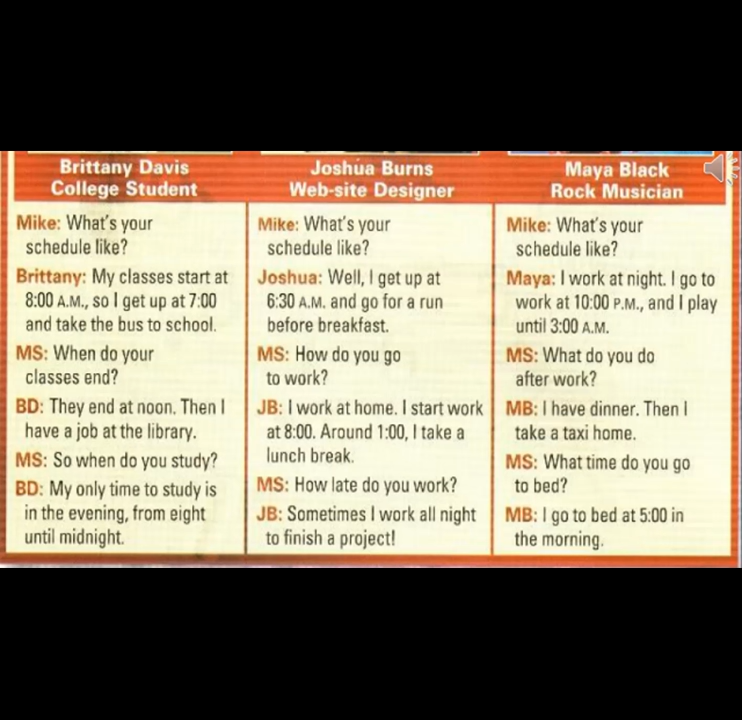 Brittany Davis
College Student
Mike: What's your
schedule like?
Brittany: My classes start at
8:00 A.M., so I get up at 7:00
and take the bus to school.
MS: When do your
classes end?
BD: They end at noon. Then I
have a job at the library.
MS: So when do you study?
BD: My only time to study is
in the evening, from eight
until midnight.
Joshua Burns
Web-site Designer
Mike: What's your
schedule like?
Joshua: Well, I get up at
6:30 A.M. and go for a run
before breakfast.
MS: How do you go
to work?
JB: I work at home. I start work
at 8:00. Around 1:00, I take a
lunch break.
MS: How late do you work?
JB: Sometimes I work all night
to finish a project!
Maya Black
Rock Musician
Mike: What's your
schedule like?
Maya: I work at night. I go to
work at 10:00 P.M., and I play
until 3:00 A.M.
MS: What do you do
after work?
MB: I have dinner. Then I
take a taxi home.
MS: What time do you go
to bed?
MB: I go to bed at 5:00 in
the morning.